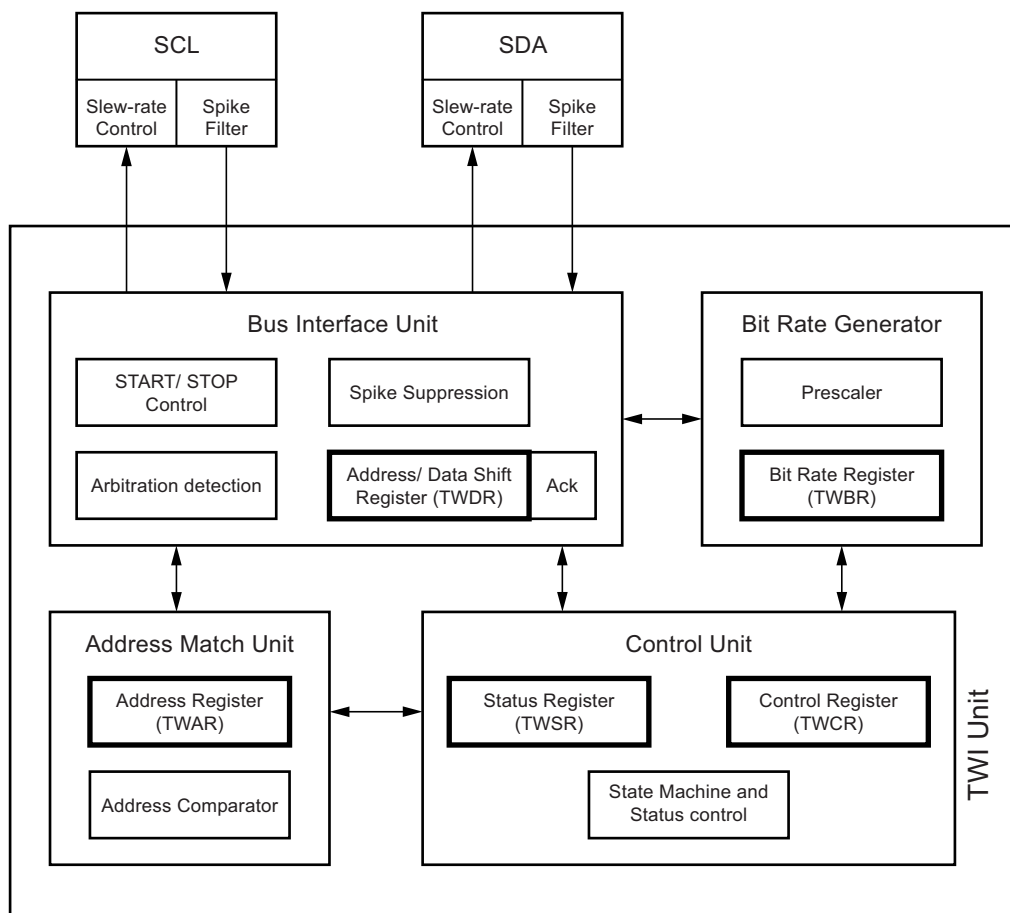 SCL
SDA
Slew-rate
Control
Spike
Filter
Slew-rate
Control
Spike
Filter
Bus Interface Unit
Bit Rate Generator
START/ STOP
Control
Spike Suppression
Prescaler
Arbitration detection
Address/ Data Shift
Register (TWDR)
Ack
Bit Rate Register
(TWBR)
Address Match Unit
Control Unit
Address Register
(TWAR)
Status Register
(TWSR)
Control Register
(TWCR)
Address Comparator
State Machine and
Status control
TWI Unit